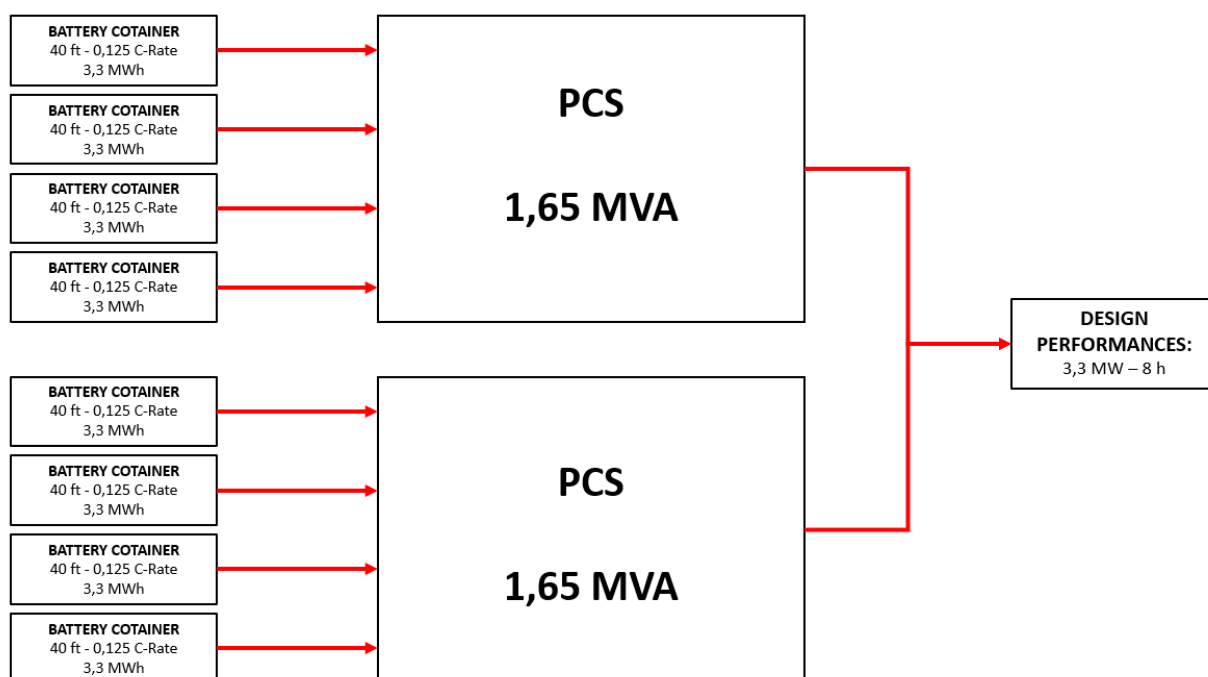 BATTERY COTAINER
40 ft - 0,125 C-Rate
3,3 MWh
BATTERY COTAINER
40 ft - 0,125 C-Rate
3,3 MWh
BATTERY COTAINER
40 ft - 0,125 C-Rate
3,3 MWh
BATTERY COTAINER
40 ft - 0,125 C-Rate
3,3 MWh
PCS
1,65 MVA
BATTERY COTAINER
40 ft - 0,125 C-Rate
3,3 MWh
BATTERY COTAINER
40 ft - 0,125 C-Rate
3,3 MWh
BATTERY COTAINER
40 ft - 0,125 C-Rate
3,3 MWh
BATTERY COTAINER
40 ft - 0,125 C-Rate
3,3 MWh
PCS
1,65 MVA
DESIGN
PERFORMANCES:
3,3 MW – 8 h